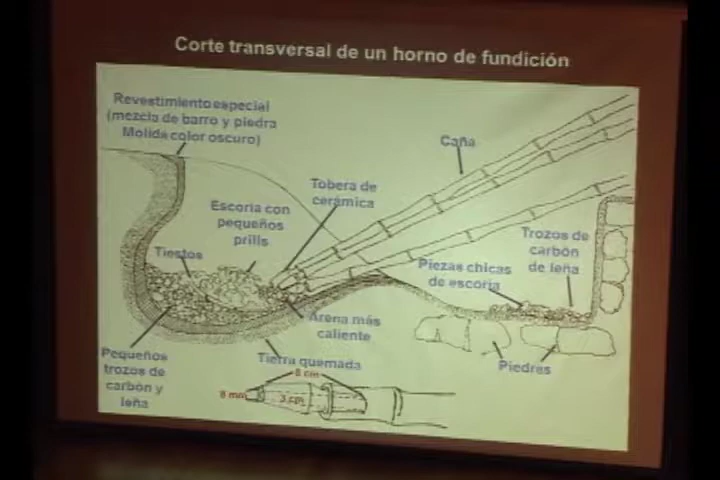 Corte transversal de un horno de fundición
Revestimiento especial
(mezcla de barro y piedra
Molida color oscuro)
Caña
Tobera de
cerámica
Escoria con
pequeños
prills
Tiestos
Trozos de
carbón
de leña
Piezas chicas
de escoria
Arena más
caliente
Tierra quemada
Piedras
Pequeños
trozos de
carbón y
leña
8 cm
8 mm
3 cm